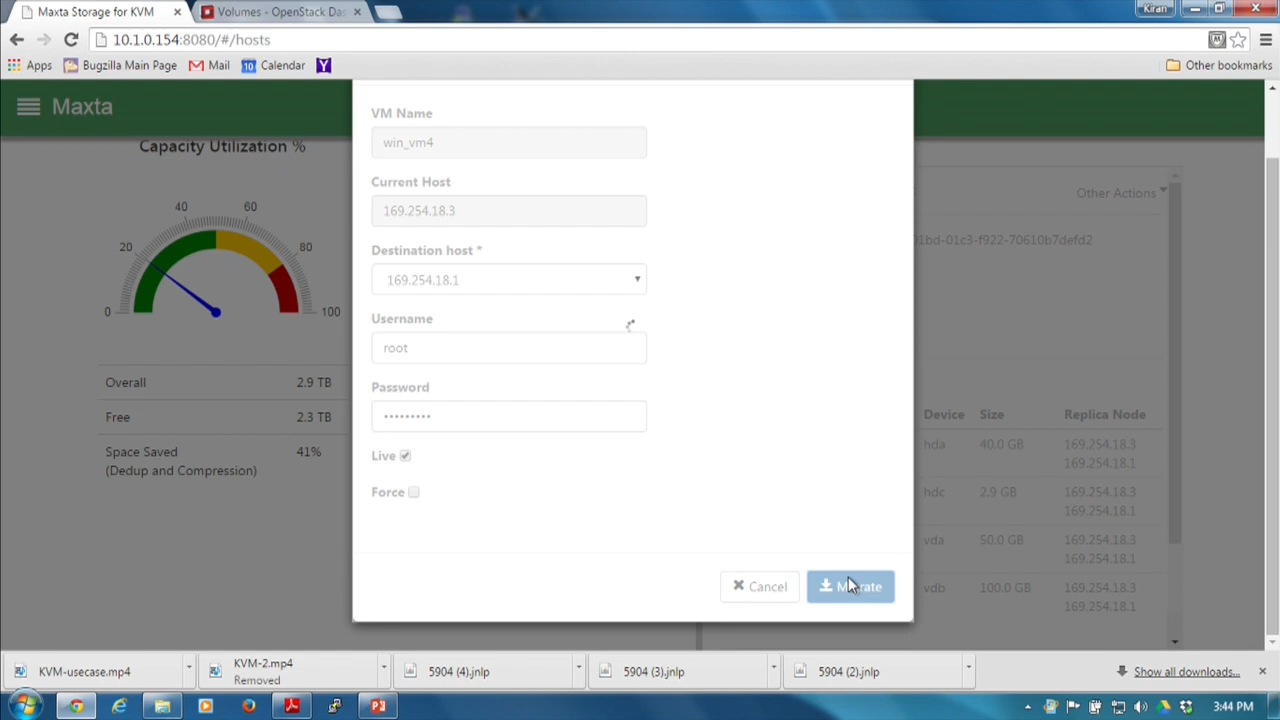 Maxta Storage for KVM
Volumes - OpenStack Das
Kiran
10.1.0.154:8080/#/hosts
Apps
Bugzilla Main Page
Mail
10
Calendar
Other bookmarks
Maxta
Capacity Utilization %
0
20
40
60
80
100
Overall 2.9 TB
Free 2.3 TB
Space Saved 41%
(Dedup and Compression)
VM Name
win_vm4
Current Host
169.254.18.3
Destination host *
169.254.18.1
Username
root
Password
•••••••••
Live
Force
Cancel
Other Actions
01bd-01c3-f922-70610b7defd2
Device Size Replica Node
hda 40.0 GB 169.254.18.3
169.254.18.1
hdc 2.9 GB 169.254.18.3
169.254.18.1
vda 50.0 GB 169.254.18.3
169.254.18.1
vdb 100.0 GB 169.254.18.3
169.254.18.1
KVM-usecase.mp4
KVM-2.mp4
Removed
5904 (4).jnlp
5904 (3).jnlp
5904 (2).jnlp
Show all downloads...
3:44 PM